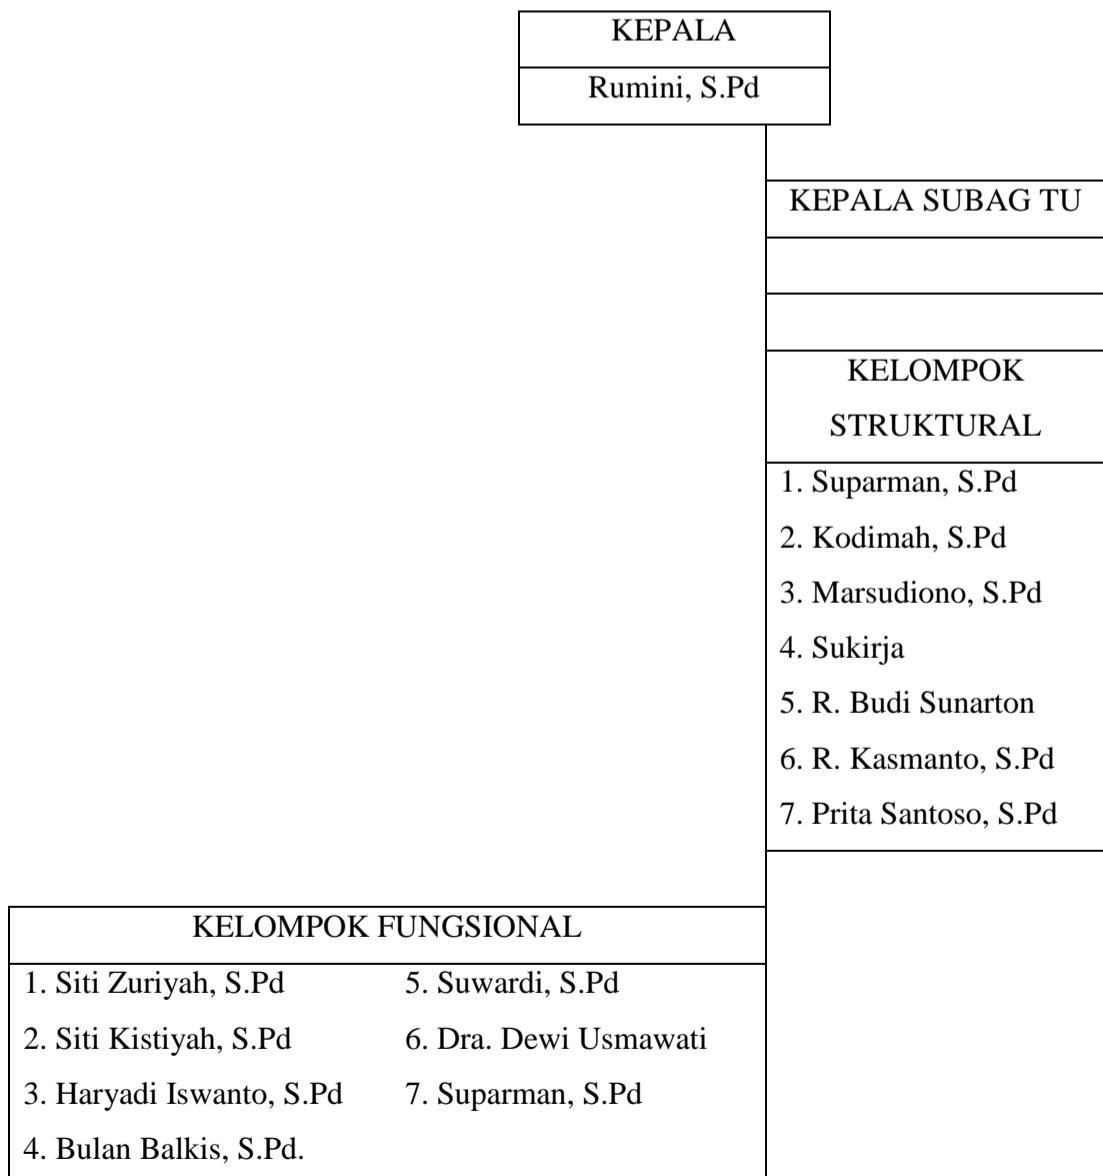 KEPALA
Rumini, S.Pd
KEPALA SUBAG TU
KELOMPOK
STRUKTURAL
1. Suparman, S.Pd
2. Kodimah, S.Pd
3. Marsudiono, S.Pd
4. Sukirja
5. R. Budi Sunarton
6. R. Kasmanto, S.Pd
7. Prita Santoso, S.Pd
KELOMPOK FUNGSIONAL
1. Siti Zuriyah, S.Pd
2. Siti Kistiyah, S.Pd
3. Haryadi Iswanto, S.Pd
4. Bulan Balkis, S.Pd.
5. Suwardi, S.Pd
6. Dra. Dewi Usmawati
7. Suparman, S.Pd